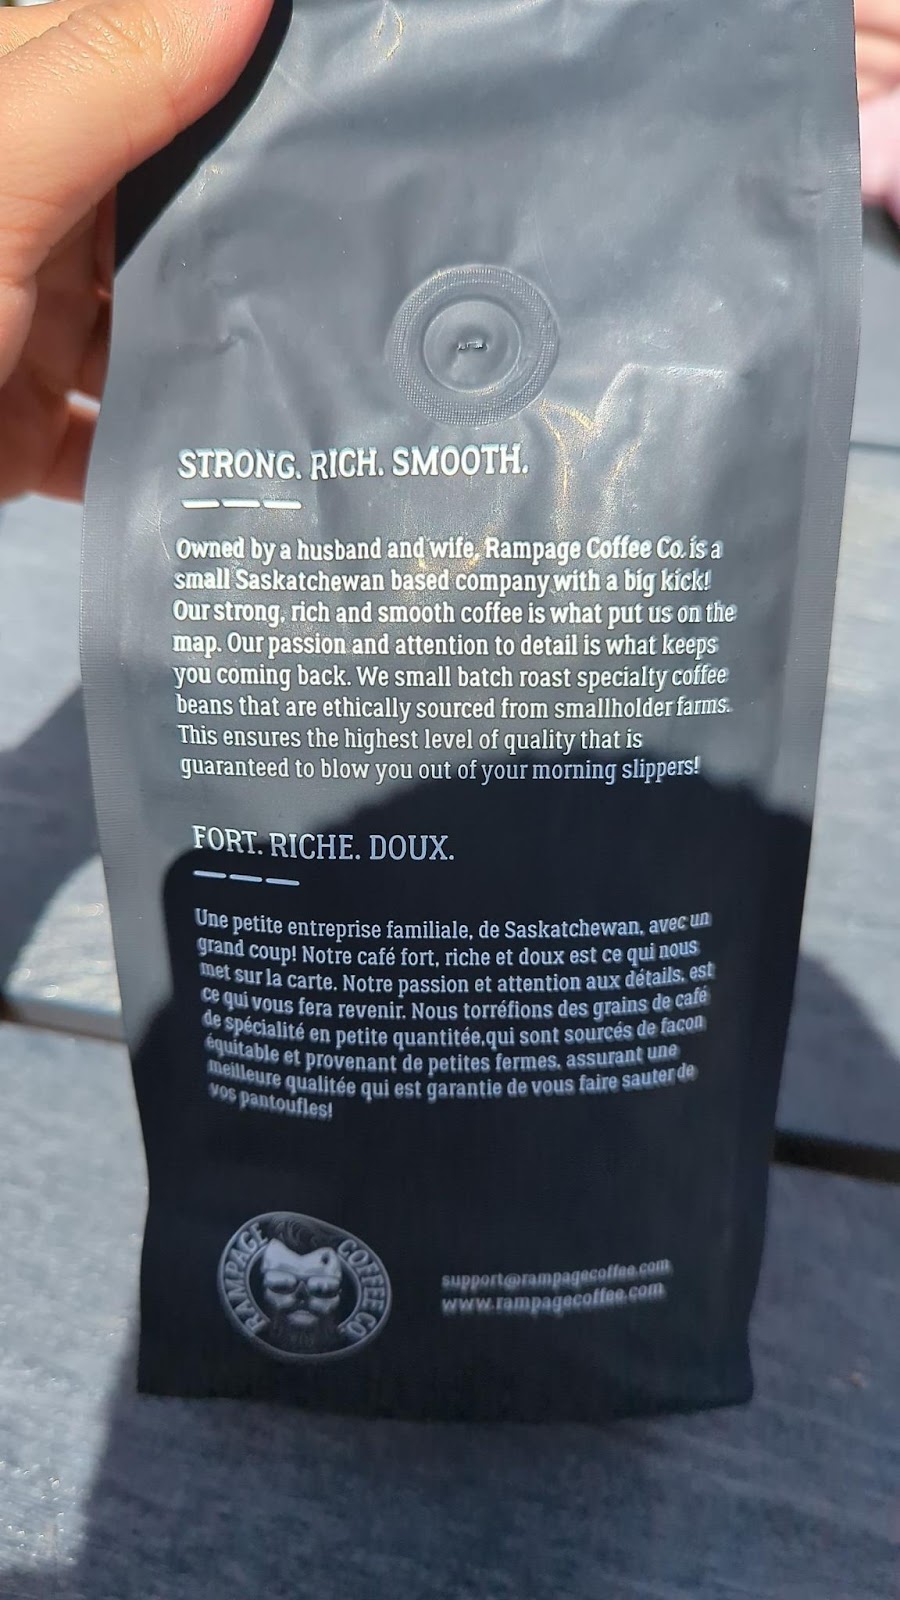 STRONG. RICH. SMOOTH.
Owned by a husband and wife, Rampage Coffee Co. is a
small Saskatchewan based company with a big kick!
Our strong, rich and smooth coffee is what put us on the
map. Our passion and attention to detail is what keeps
you coming back. We small batch roast specialty coffee
beans that are ethically sourced from smallholder farms.
This ensures the highest level of quality that is
guaranteed to blow you out of your morning slippers!
FORT. RICHE. DOUX.
Une petite entreprise familiale, de Saskatchewan, avec un
grand coup! Notre café fort, riche et doux est ce qui nous
met sur la carte. Notre passion et attention aux détails, est
ce qui vous fera revenir. Nous torréfions des grains de café
de spécialité en petite quantitée,qui sont sourcés de facon
équitable et provenant de petites fermes, assurant une
meilleure qualitée qui est garantie de vous faire sauter de
vos pantoufles!
RAMPAGE COFFEE CO.
support@rampagecoffee.com
www.rampagecoffee.com